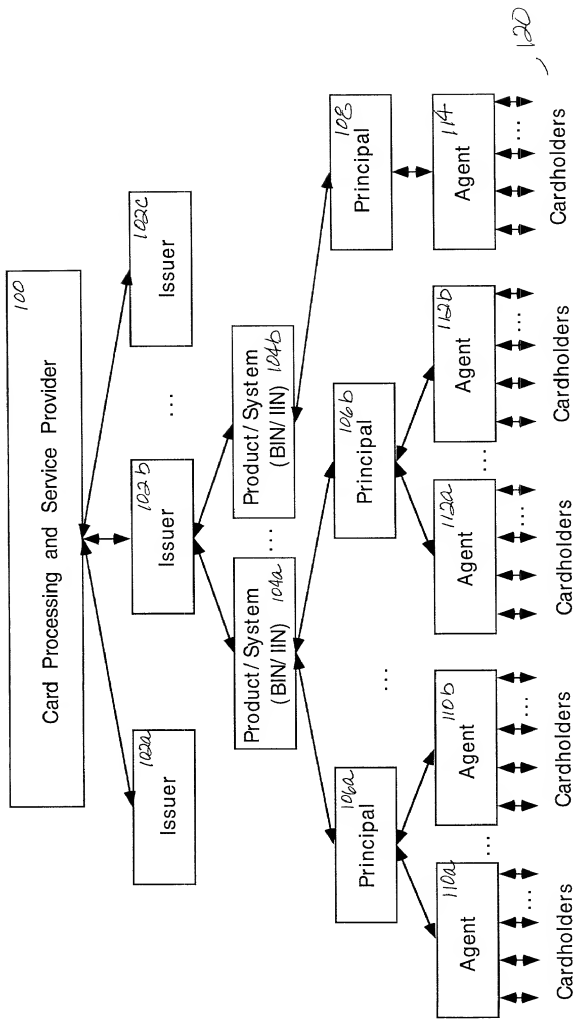 100
Card Processing and Service Provider
102a
Issuer
102b
Issuer
...
102c
Issuer
Product/System
(BIN/IIN) 104a
...
Product/System
(BIN/IIN) 104b
106a
Principal
...
106b
Principal
108
Principal
110a
Agent
...
110b
Agent
112a
Agent
...
112b
Agent
114
Agent
...
...
...
...
...
Cardholders
Cardholders
Cardholders
Cardholders
Cardholders
120